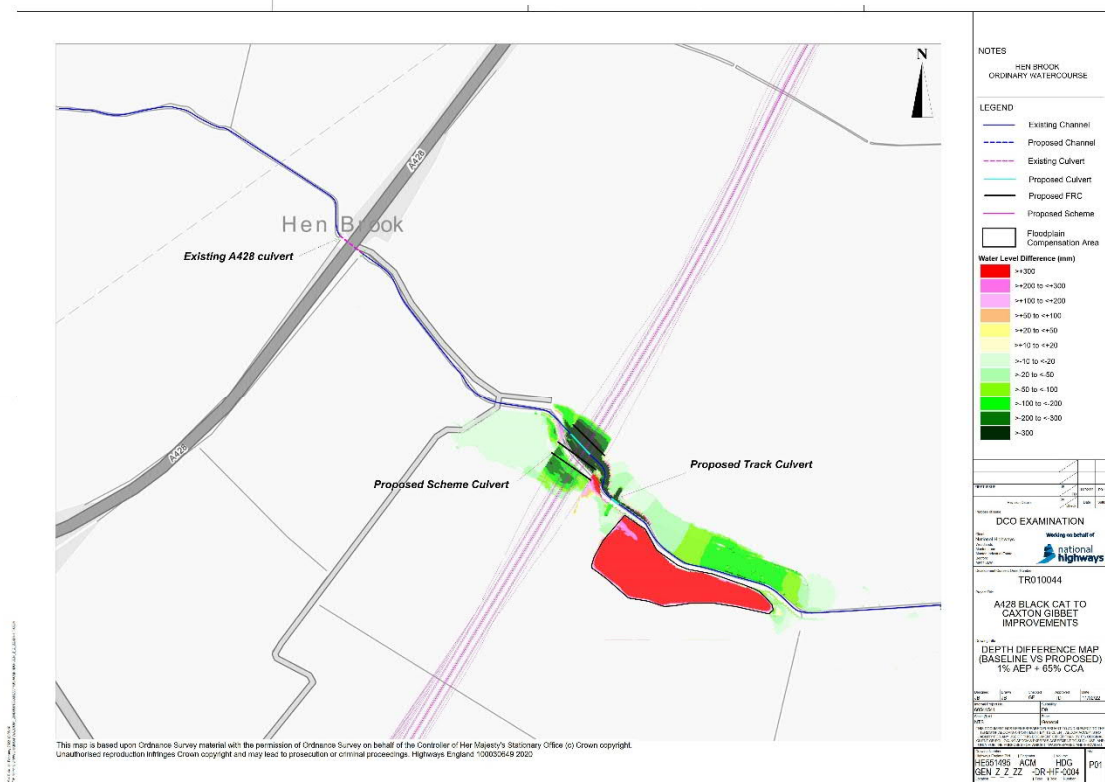 N
A428
Hen Brook
Existing A428 culvert
A428
Proposed Scheme Culvert
Proposed Track Culvert
This map is based upon Ordnance Survey material with the permission of Ordnance Survey on behalf of the Controller of Her Majesty's Stationary Office (c) Crown copyright.
Unauthorised reproduction infringes Crown copyright and may lead to prosecution or criminal proceedings. Highways England 100030649 2020
NOTES
HEN BROOK
ORDINARY WATERCOURSE
LEGEND
Existing Channel
Proposed Channel
Existing Culvert
Proposed Culvert
Proposed FRC
Proposed Scheme
Floodplain
Compensation Area
Water Level Difference (mm)
>+300
>+200 to <+300
>+100 to <+200
>+50 to <+100
>+20 to <+50
>+10 to <+20
>-10 to <-20
>-20 to <-50
>-50 to <-100
>-100 to <-200
>-200 to <-300
>-300
DCO EXAMINATION
Working on behalf of
national
highways
TR010044
A428 BLACK CAT TO
CAXTON GIBBET
IMPROVEMENTS
DEPTH DIFFERENCE MAP
(BASELINE VS PROPOSED)
1% AEP + 65% CCA
HE551495 ACM HDG
GEN_Z_Z_ZZ -DR-HF-0004
P01